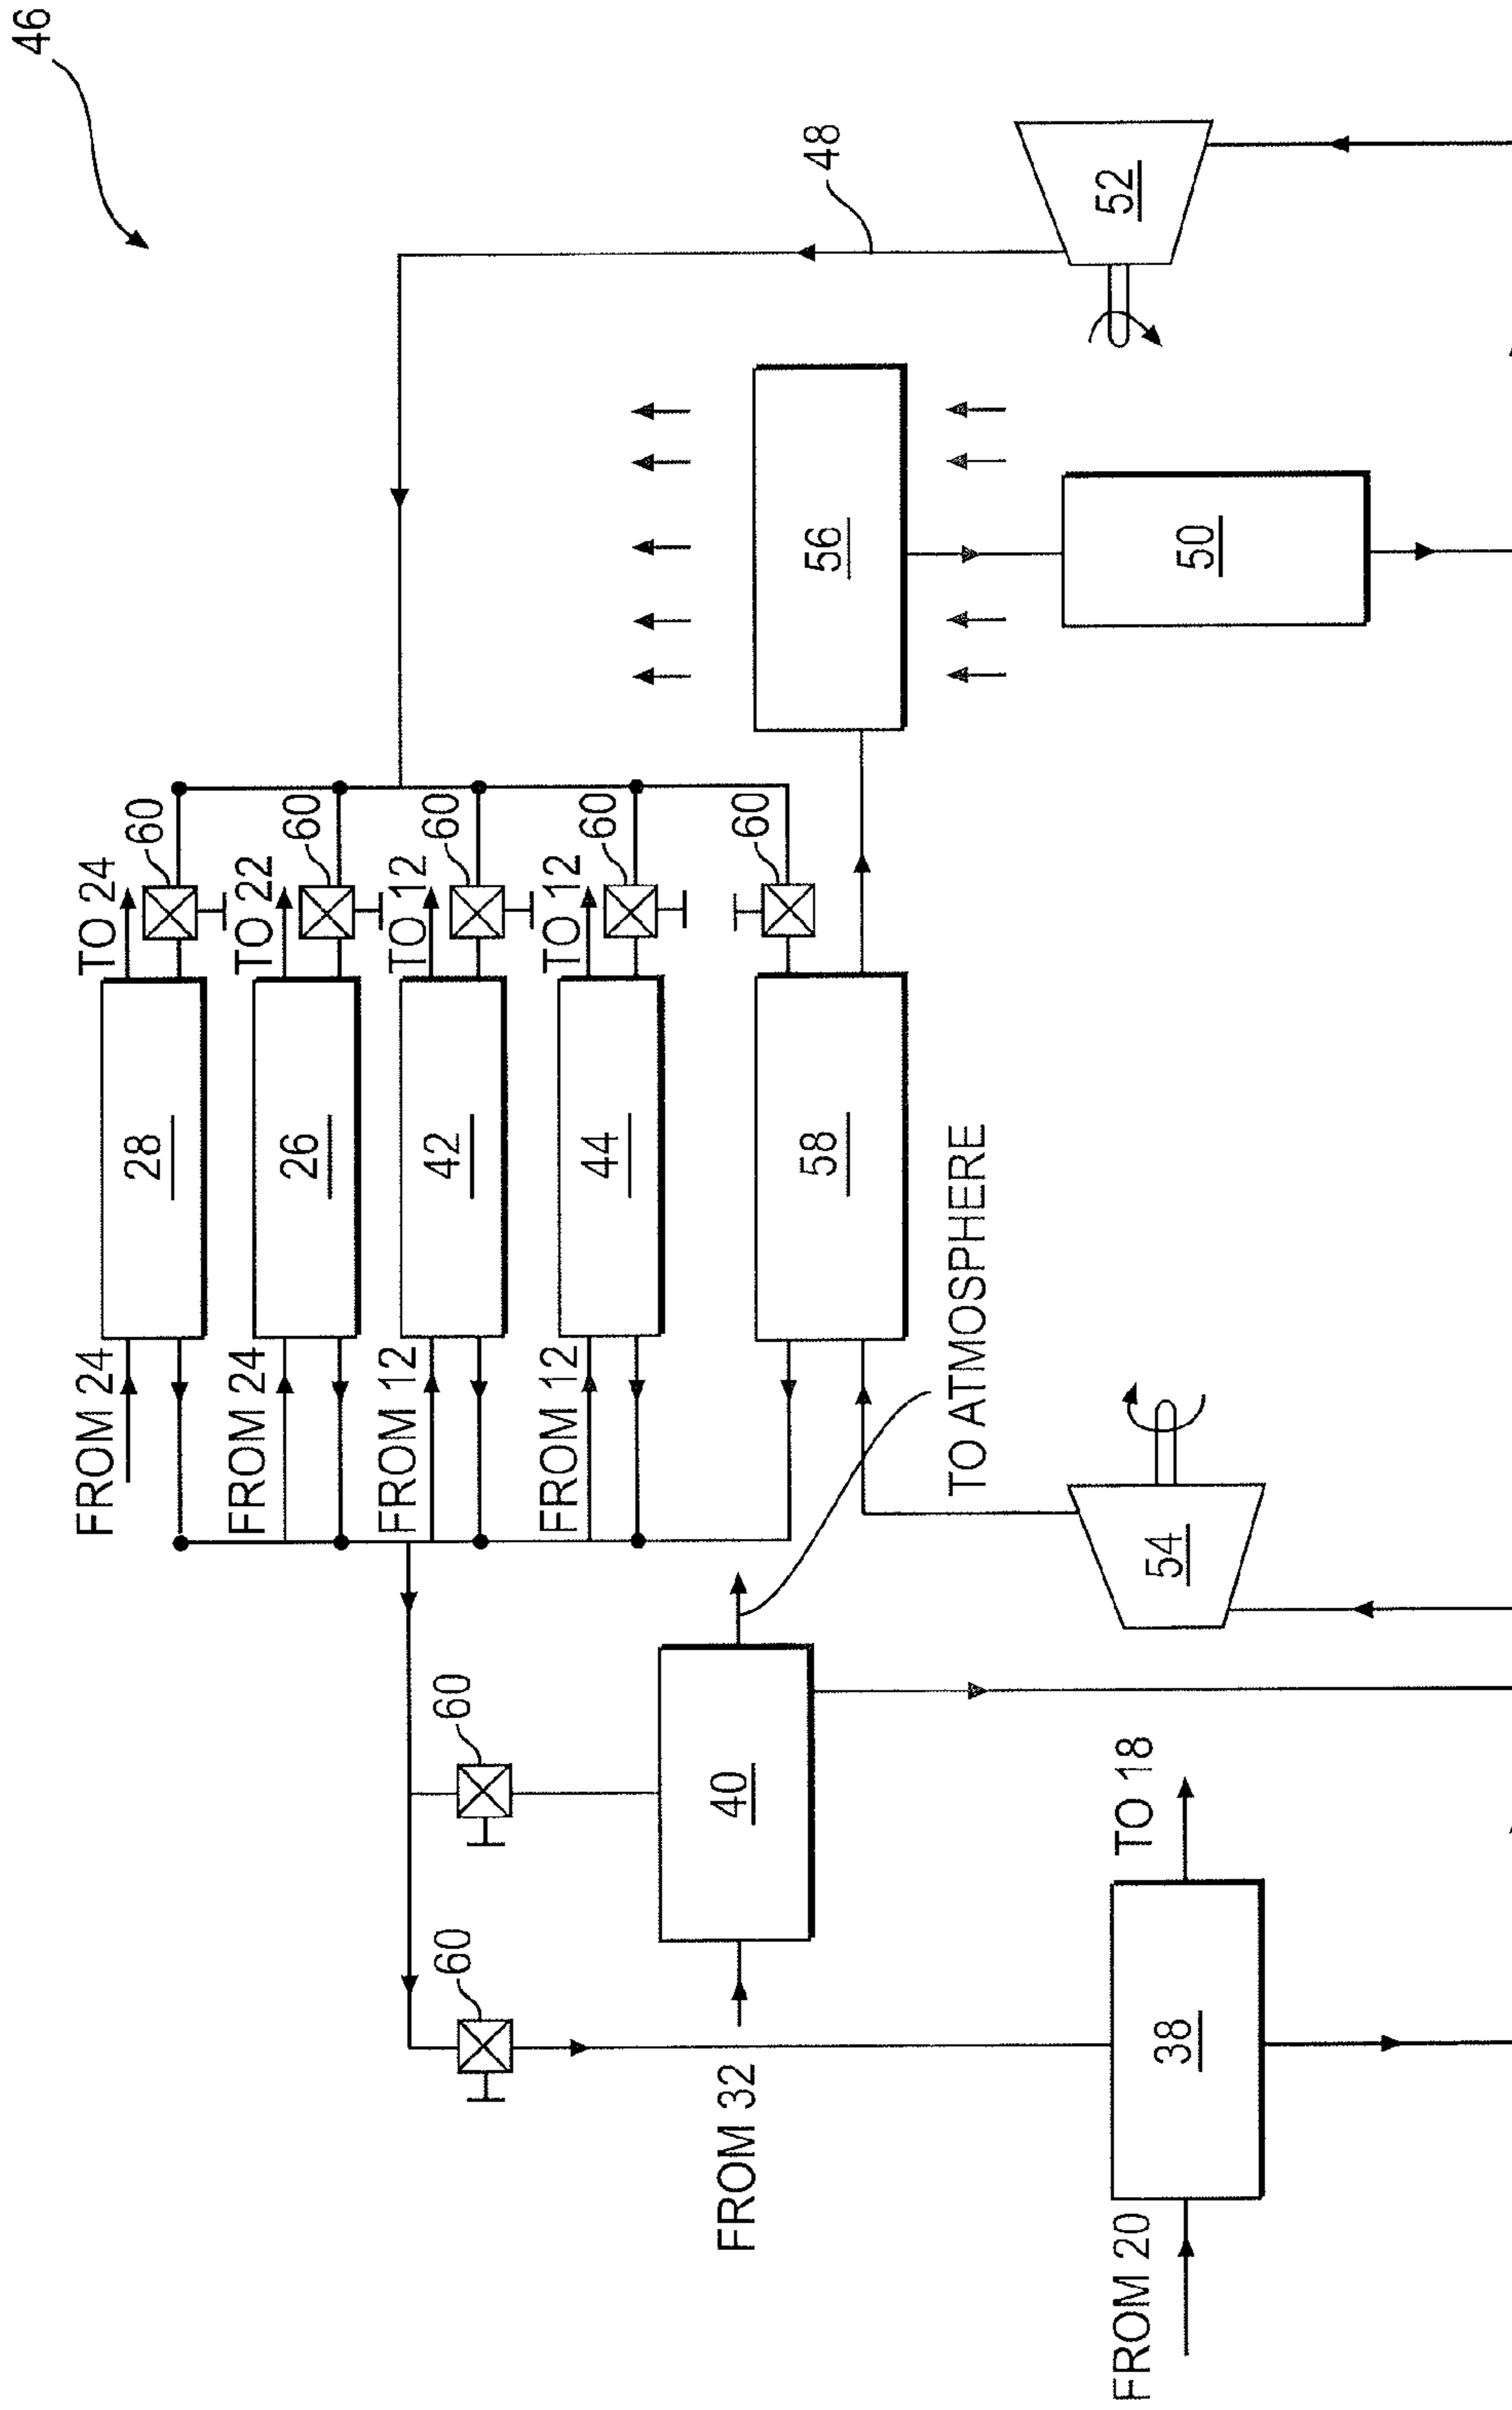 46
48
52
56
50
60
60
60
60
60
TO 24
TO 22
TO 12
TO 12
28
26
42
44
58
FROM 24
FROM 24
FROM 12
FROM 12
TO ATMOSPHERE
54
60
40
TO 18
60
FROM 32
38
FROM 20